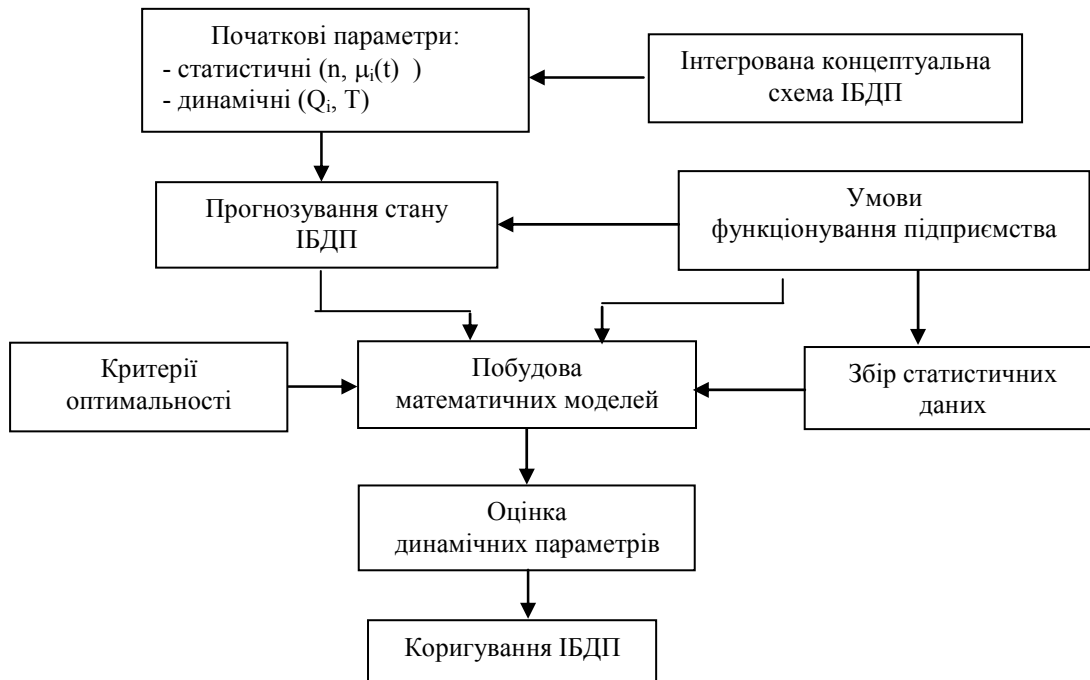 Початкові параметри:
- статистичні (n, μᵢ(t) )
- динамічні (Qᵢ, T)
Інтегрована концептуальна
схема ІБДП
Прогнозування стану
ІБДП
Умови
функціонування підприємства
Критерії
оптимальності
Побудова
математичних моделей
Збір статистичних
даних
Оцінка
динамічних параметрів
Коригування ІБДП